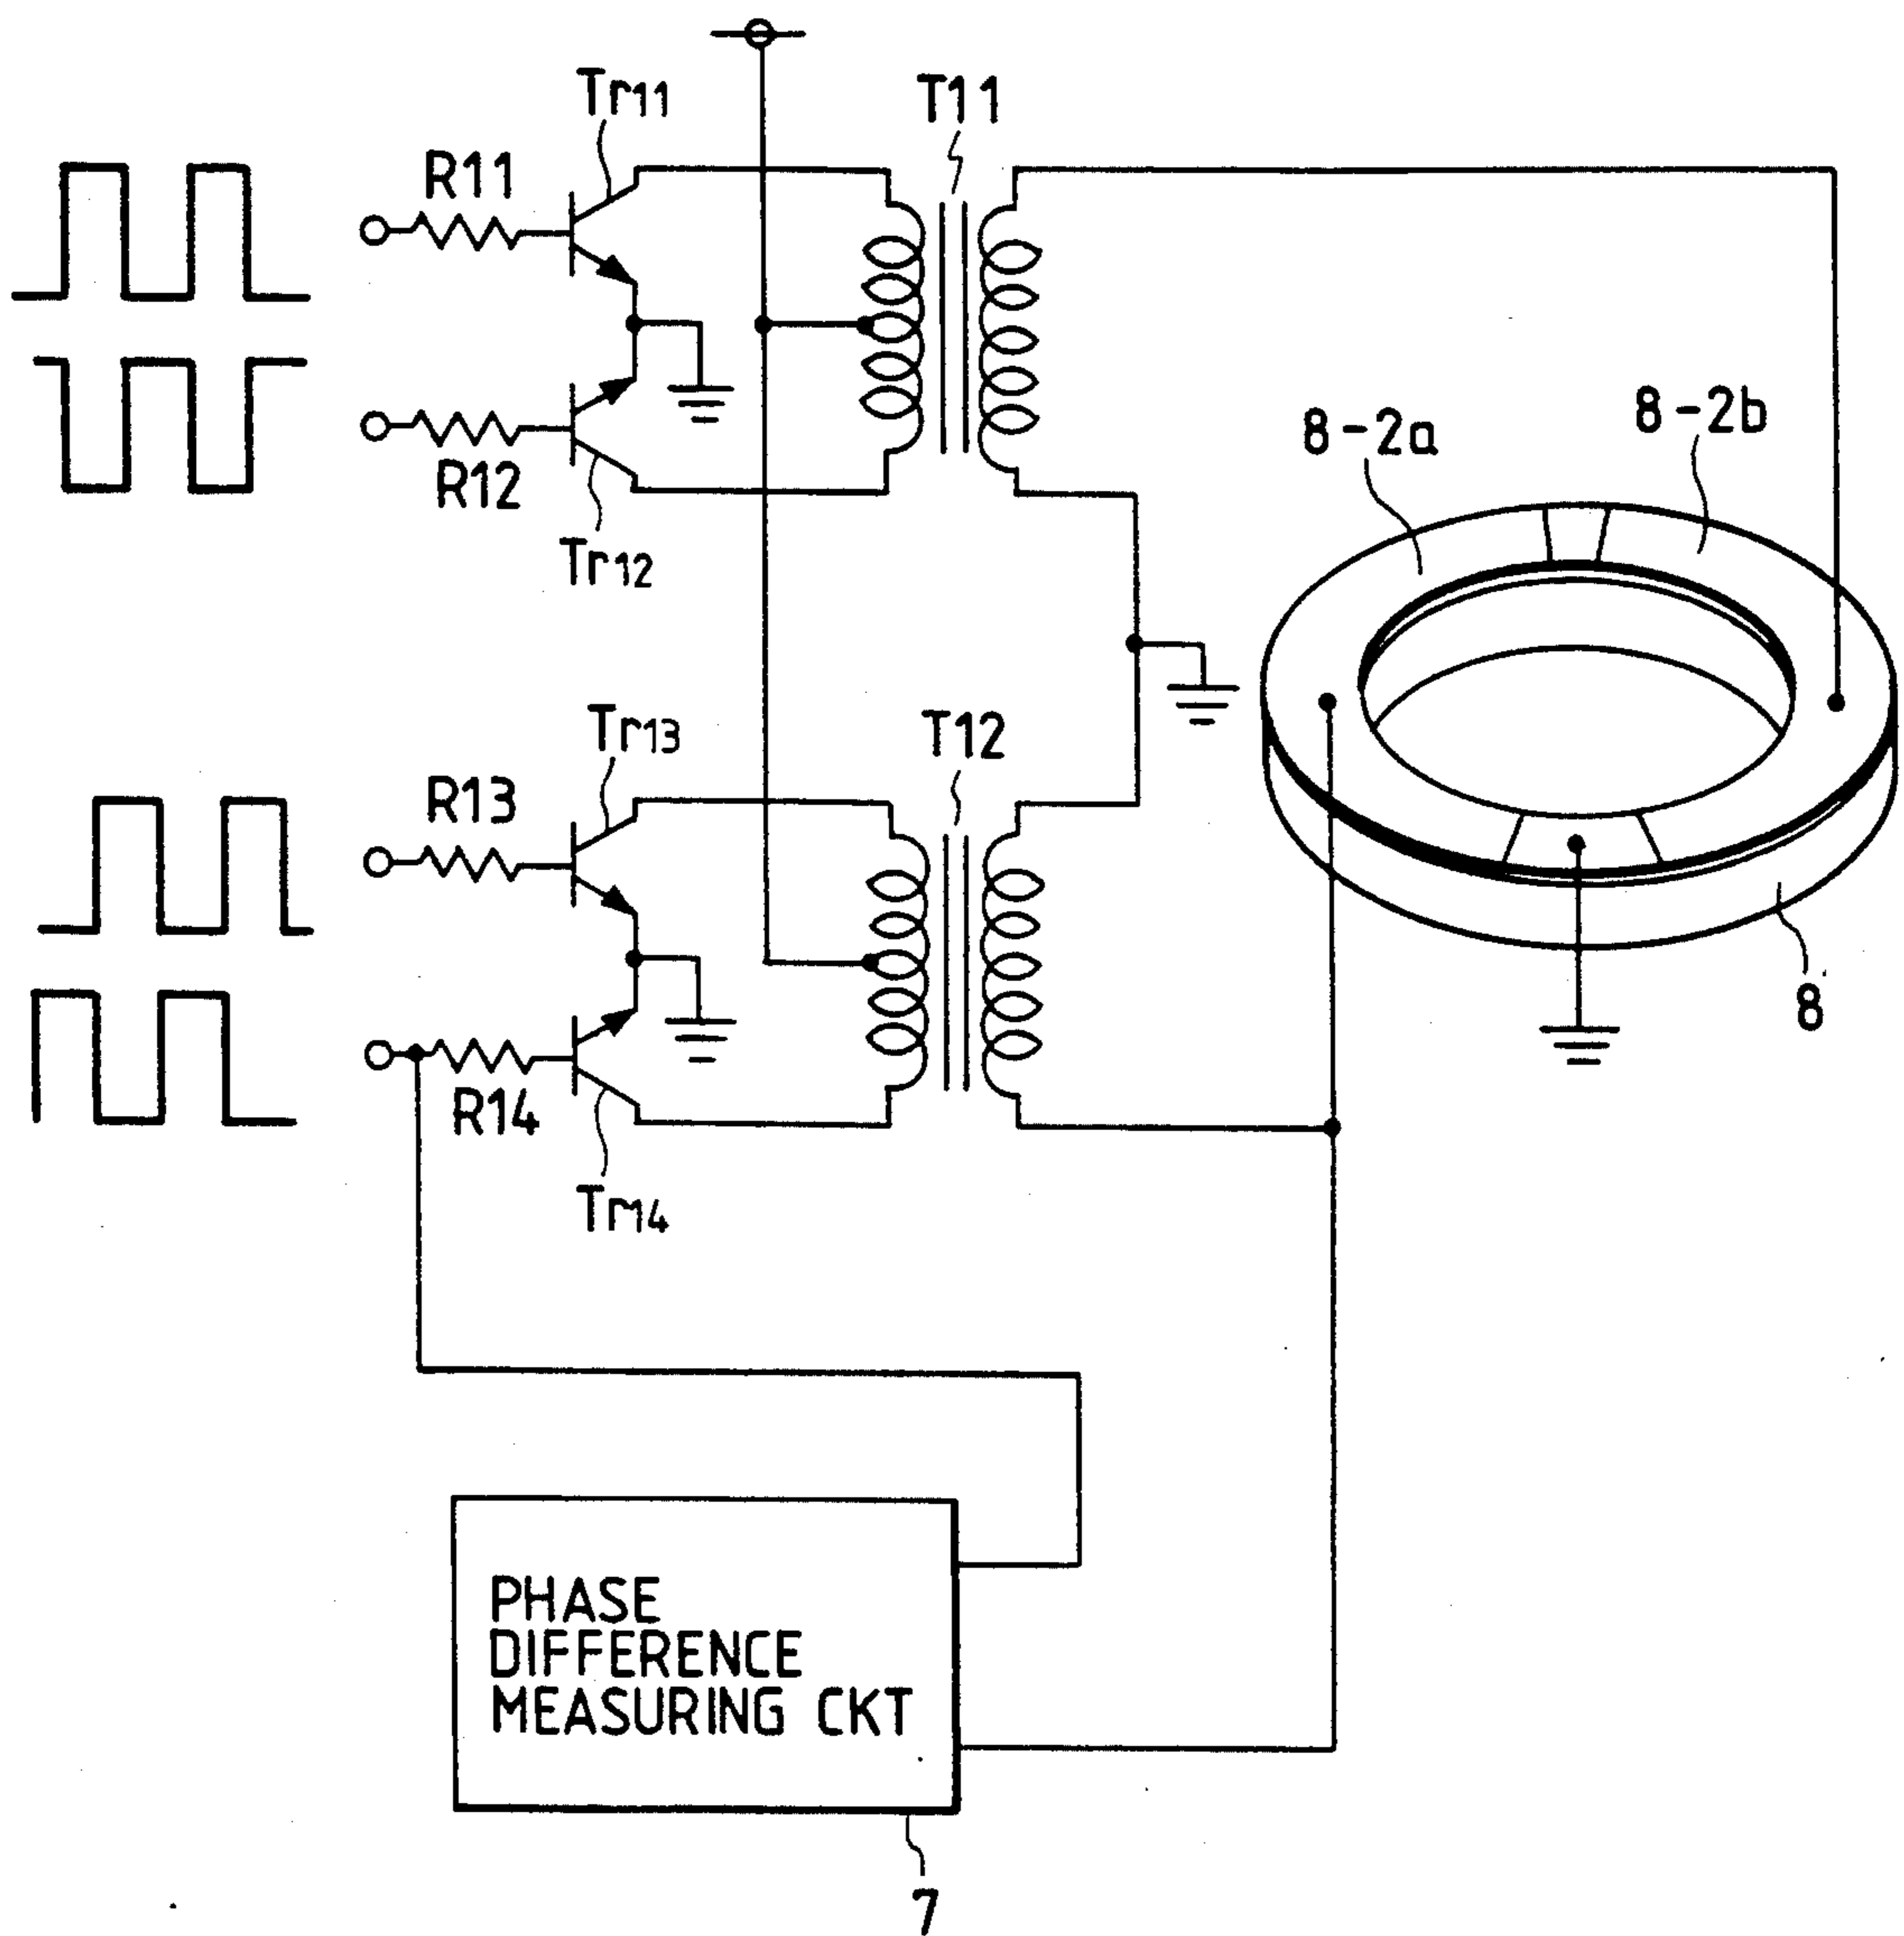 Tr11
T11
R11
8-2b
8-2a
R12
Tr12
Tr13
T12
R13
8
R14
Tr14
PHASE
DIFFERENCE
MEASURING CKT
7